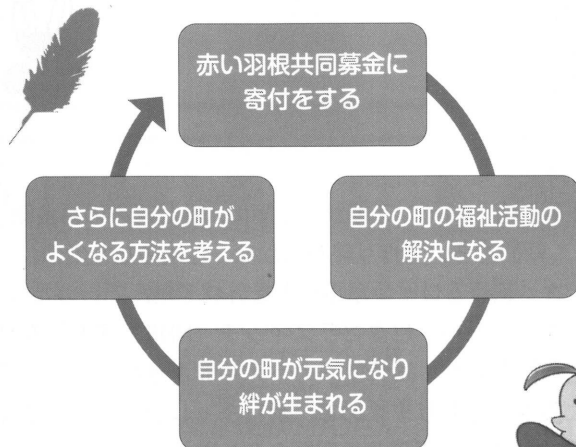 赤い羽根共同募金に
寄付をする
自分の町の福祉活動の
解決になる
自分の町が元気になり
絆が生まれる
さらに自分の町が
よくなる方法を考える